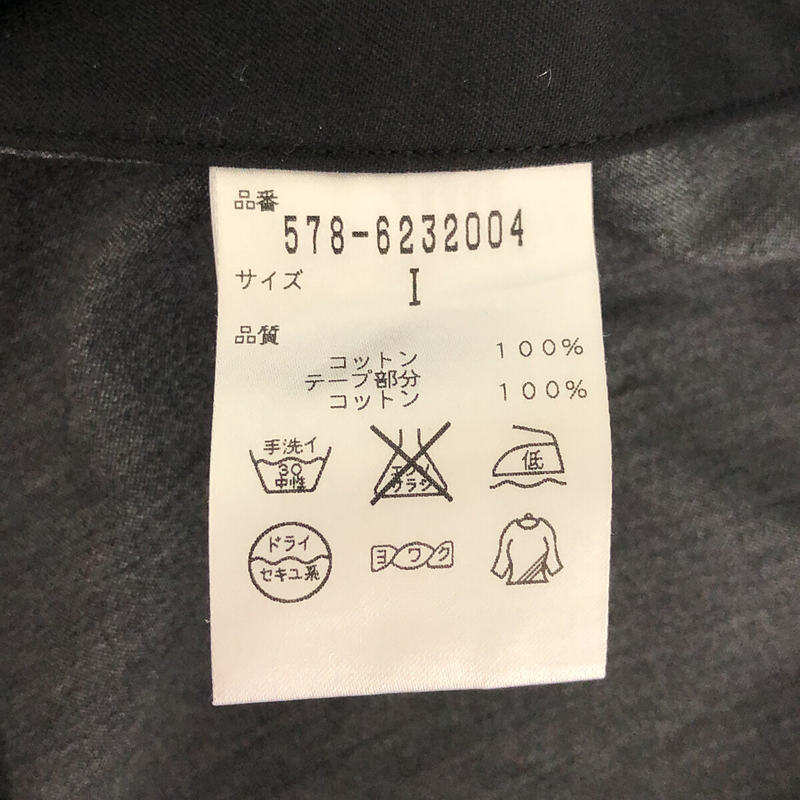 品番
578-6232004
サイズ
I
品質
コットン 100%
テープ部分
コットン 100%
手洗イ
30
中性
エンソ
サラシ
低
ドライ
セキユ系
ヨワク